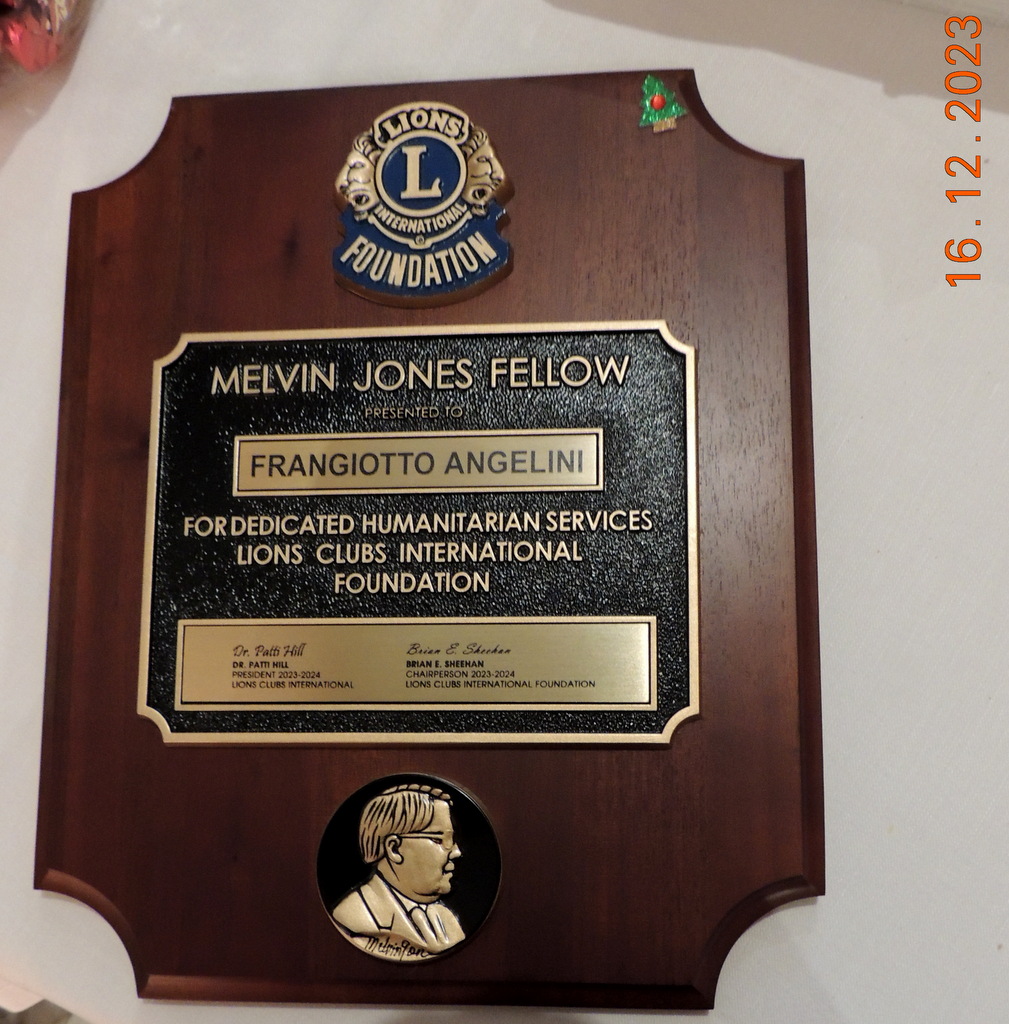 16.12.2023
LIONS
L
INTERNATIONAL
FOUNDATION
MELVIN JONES FELLOW
PRESENTED TO
FRANGIOTTO ANGELINI
FOR DEDICATED HUMANITARIAN SERVICES
LIONS CLUBS INTERNATIONAL
FOUNDATION
Dr. Patti Hill
DR. PATTI HILL
PRESIDENT 2023-2024
LIONS CLUBS INTERNATIONAL
Brian E. Sheehan
BRIAN E. SHEEHAN
CHAIRPERSON 2023-2024
LIONS CLUBS INTERNATIONAL FOUNDATION